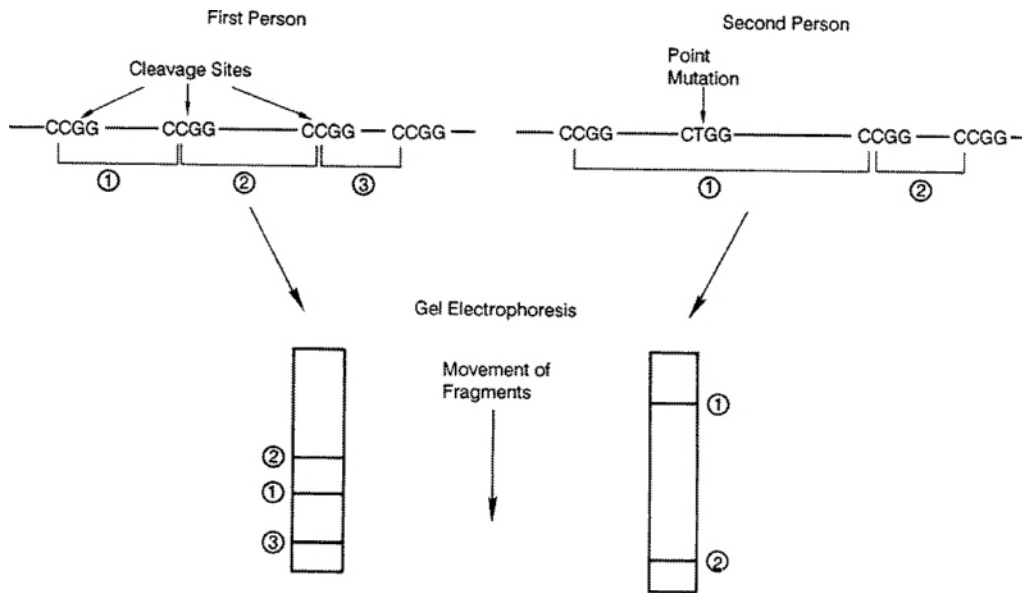 First Person
Second Person
Cleavage Sites
Point
Mutation
CCGG CCGG CCGG CCGG
CCGG CTGG CCGG CCGG
① ② ③
① ②
Gel Electrophoresis
Movement of
Fragments
②
①
③
①
②